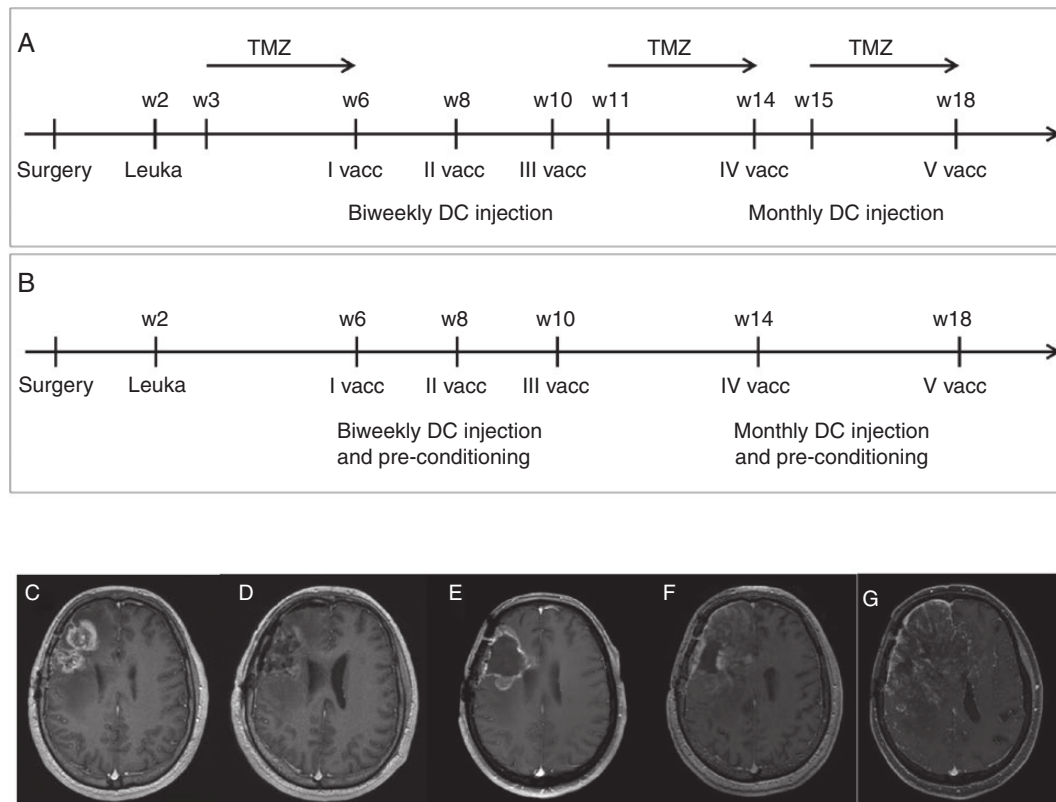 A
TMZ TMZ TMZ
w2 w3 w6 w8 w10 w11 w14 w15 w18
Surgery Leuka I vacc II vacc III vacc IV vacc V vacc
Biweekly DC injection Monthly DC injection
B
w2 w6 w8 w10 w14 w18
Surgery Leuka I vacc II vacc III vacc IV vacc V vacc
Biweekly DC injection Monthly DC injection
and pre-conditioning and pre-conditioning
C D E F G